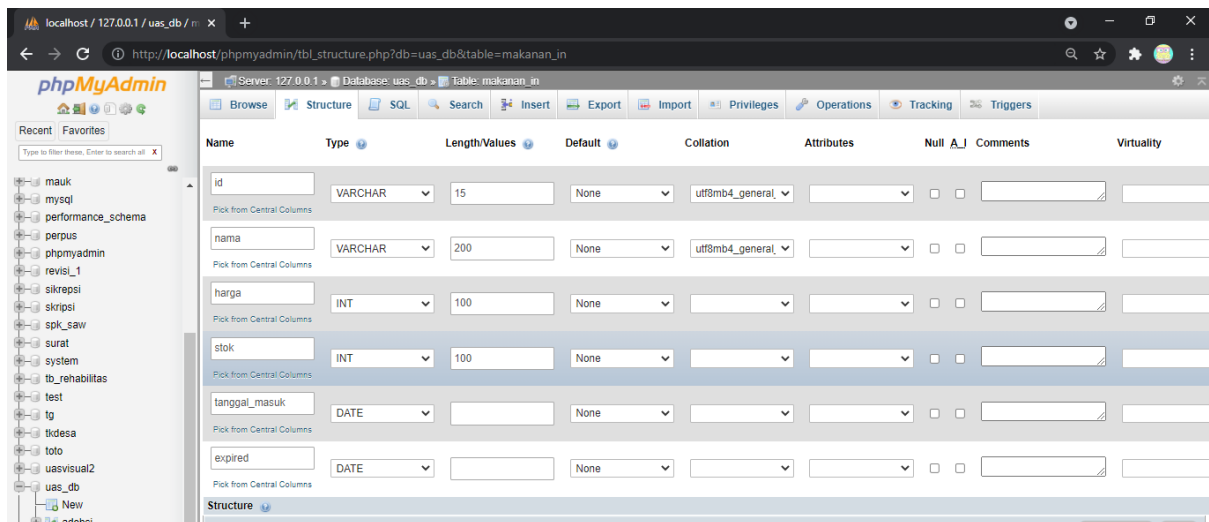 localhost / 127.0.0.1 / uas_db / m
http://localhost/phpmyadmin/tbl_structure.php?db=uas_db&table=makanan_in
phpMyAdmin
Recent Favorites
Type to filter these, Enter to search all X
mauk
mysql
performance_schema
perpus
phpmyadmin
revisi_1
sikrepsi
skripsi
spk_saw
surat
system
tb_rehabilitas
test
tg
tkdesa
toto
uasvisual2
uas_db
New
Server: 127.0.0.1 » Database: uas_db » Table: makanan_in
Browse Structure SQL Search Insert Export Import Privileges Operations Tracking Triggers
Name Type Length/Values Default Collation Attributes Null A_I Comments Virtuality
id VARCHAR 15 None utf8mb4_general_
Pick from Central Columns
nama VARCHAR 200 None utf8mb4_general_
Pick from Central Columns
harga INT 100 None
Pick from Central Columns
stok INT 100 None
Pick from Central Columns
tanggal_masuk DATE None
Pick from Central Columns
expired DATE None
Pick from Central Columns
Structure